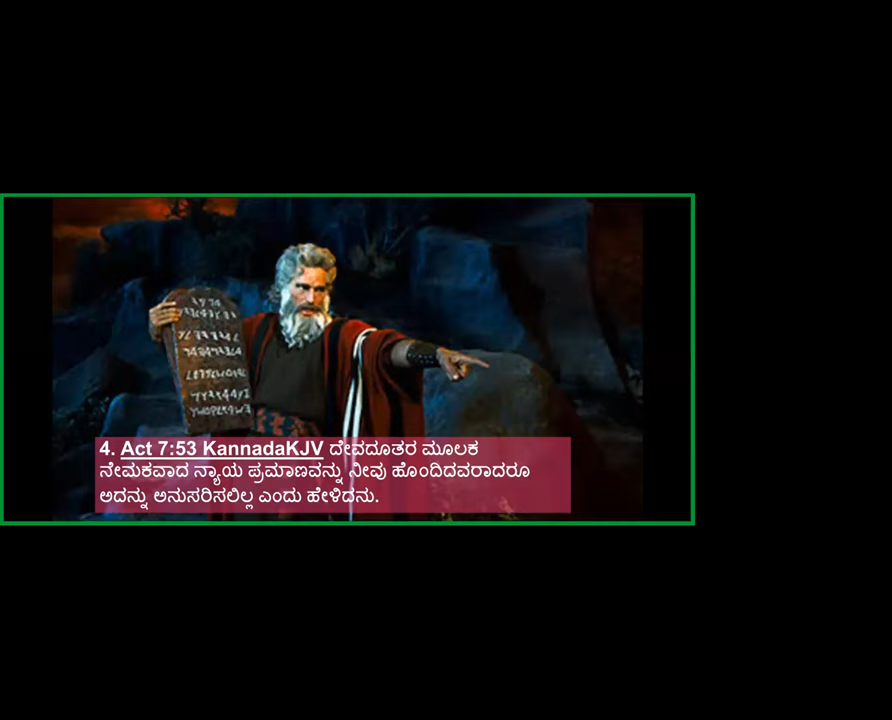 4. Act 7:53 KannadaKJV ದೇವದೂತರ ಮೂಲಕ
ನೇಮಕವಾದ ನ್ಯಾಯ ಪ್ರಮಾಣವನ್ನು ನೀವು ಹೊಂದಿದವರಾದರೂ
ಅದನ್ನು ಅನುಸರಿಸಲಿಲ್ಲ ಎಂದು ಹೇಳಿದನು.